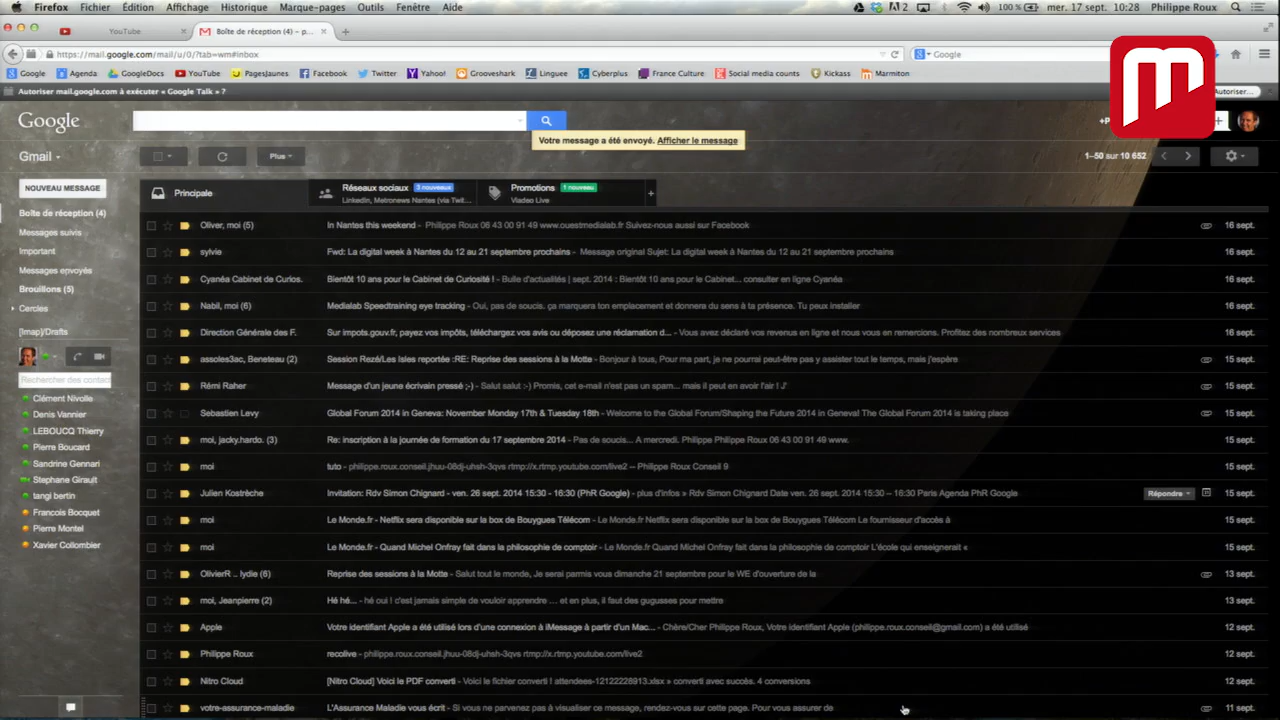 Firefox Fichier Édition Affichage Historique Marque-pages Outils Fenêtre Aide 2 100 % mer. 17 sept. 10:28 Philippe Roux
YouTube Boîte de réception (4) – p...
https://mail.google.com/mail/u/0/?tab=wm#inbox Google
Google Agenda GoogleDocs YouTube PagesJaunes Facebook Twitter Yahoo! Grooveshark Linguee Cyberplus France Culture Social media counts Kickass Marmiton
Autoriser mail.google.com à exécuter « Google Talk » ? Autoriser...
Google
Votre message a été envoyé. Afficher le message
Gmail Plus 1–50 sur 10 652
NOUVEAU MESSAGE
Boîte de réception (4)
Messages suivis
Important
Messages envoyés
Brouillons (5)
Cercles
[Imap]/Drafts
Rechercher des contact
Clément Nivolle
Denis Vannier
LEBOUCQ Thierry
Pierre Boucard
Sandrine Gennari
Stephane Girault
tangi bertin
Francois Bocquet
Pierre Montel
Xavier Collombier
Principale
Réseaux sociaux 3 nouveaux
LinkedIn, Metronews Nantes (via Twit...
Promotions 1 nouveau
Viadeo Live
Oliver, moi (5) In Nantes this weekend - Philippe Roux 06 43 00 91 49 www.ouestmedialab.fr Suivez-nous aussi sur Facebook 16 sept.
sylvie Fwd: La digital week à Nantes du 12 au 21 septembre prochains - Message original Sujet: La digital week à Nantes du 12 au 21 septembre prochains 16 sept.
Cyanéa Cabinet de Curios. Bientôt 10 ans pour le Cabinet de Curiosité ! - Bulle d'actualités | sept. 2014 : Bientôt 10 ans pour le Cabinet... consulter en ligne Cyanéa 16 sept.
Nabil, moi (6) Medialab Speedtraining eye tracking - Oui, pas de soucis. ça marquera ton emplacement et donnera du sens à ta présence. Tu peux installer 16 sept.
Direction Générale des F. Sur impots.gouv.fr, payez vos impôts, téléchargez vos avis ou déposez une réclamation d... - Vous avez déclaré vos revenus en ligne et nous vous en remercions. Profitez des nombreux services 16 sept.
assoles3ac, Beneteau (2) Session Rezé/Les Isles reportée :RE: Reprise des sessions à la Motte - Bonjour à tous, Pour ma part, je ne pourrai peut-être pas y assister tout le temps, mais j'espère 15 sept.
Rémi Raher Message d'un jeune écrivain pressé ;-) - Salut salut :-) Promis, cet e-mail n'est pas un spam... mais il peut en avoir l'air ! 15 sept.
Sebastien Levy Global Forum 2014 in Geneva: November Monday 17th & Tuesday 18th - Welcome to the Global Forum/Shaping the Future 2014 in Geneva! The Global Forum 2014 is taking place 15 sept.
moi, jacky.hardo. (3) Re: inscription à la journée de formation du 17 septembre 2014 - Pas de soucis... A mercredi. Philippe Philippe Roux 06 43 00 91 49 www. 15 sept.
moi tuto - philippe.roux.conseil.jhuu-08dj-uhsh-3qvs rtmp://x.rtmp.youtube.com/live2 -- Philippe Roux Conseil 9 15 sept.
Julien Kostrèche Invitation: Rdv Simon Chignard - ven. 26 sept. 2014 15:30 - 16:30 (PhR Google) - plus d'infos » Rdv Simon Chignard Date ven. 26 sept. 2014 15:30 – 16:30 Paris Agenda PhR Google Répondre 15 sept.
moi Le Monde.fr - Netflix sera disponible sur la box de Bouygues Télécom - Le Monde.fr Netflix sera disponible sur la box de Bouygues Télécom Le fournisseur d'accès à 15 sept.
moi Le Monde.fr - Quand Michel Onfray fait dans la philosophie de comptoir - Le Monde.fr Quand Michel Onfray fait dans la philosophie de comptoir L'école qui enseignerait « 15 sept.
OlivierR .. lydie (6) Reprise des sessions à la Motte - Salut tout le monde, Je serai parmis vous dimanche 21 septembre pour le WE d'ouverture de la 13 sept.
moi, Jeanpierre (2) Hé hé... - hé oui ! c'est jamais simple de vouloir apprendre ... et en plus, il faut des gugusses pour mettre 13 sept.
Apple Votre identifiant Apple a été utilisé lors d'une connexion à iMessage à partir d'un Mac... - Chère/Cher Philippe Roux, Votre identifiant Apple (philippe.roux.conseil@gmail.com) a été utilisé 12 sept.
Philippe Roux recolive - philippe.roux.conseil.jhuu-08dj-uhsh-3qvs rtmp://x.rtmp.youtube.com/live2 12 sept.
Nitro Cloud [Nitro Cloud] Voici le PDF converti - Voici le fichier converti ! attendees-12122226913.xlsx » converti avec succès. 4 conversions 12 sept.
votre-assurance-maladie L'Assurance Maladie vous écrit - Si vous ne parvenez pas à visualiser ce message, rendez-vous sur cette page. Pour vous assurer de 11 sept.